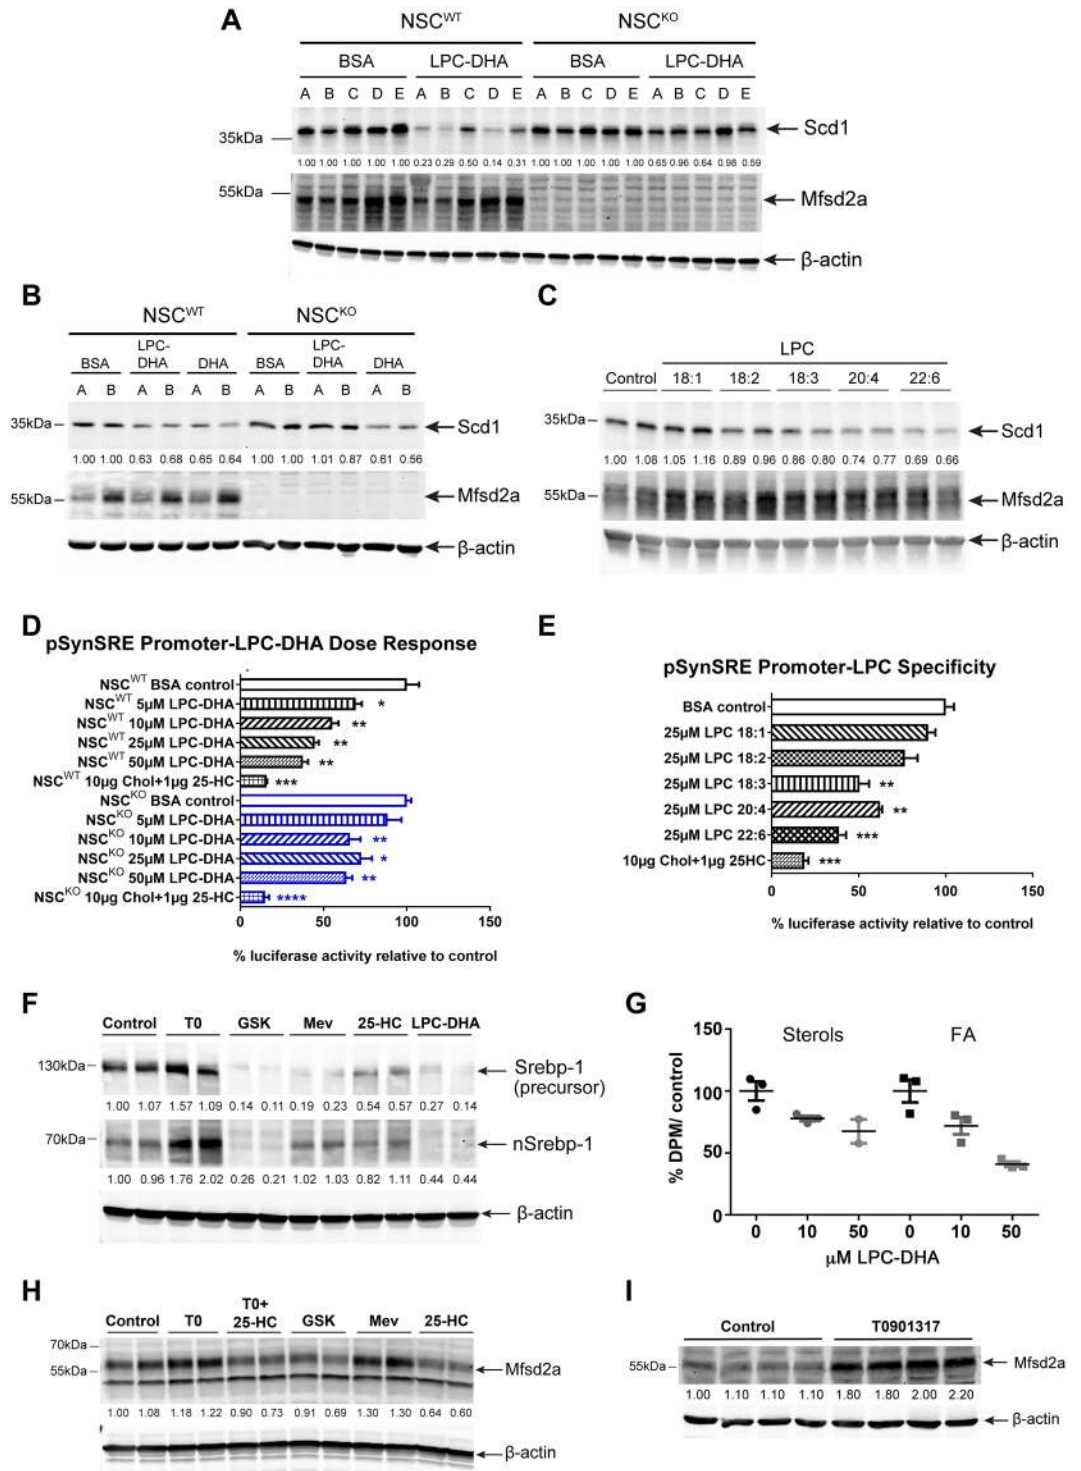 A
NSC^WT NSC^KO
BSA LPC-DHA BSA LPC-DHA
A B C D E A B C D E A B C D E A B C D E
35kDa Scd1
1.00 1.00 1.00 1.00 1.00 0.23 0.29 0.50 0.14 0.31 1.00 1.00 1.00 1.00 1.00 0.65 0.96 0.64 0.98 0.59
55kDa Mfsd2a
β-actin
B
NSC^WT NSC^KO
BSA LPC-DHA DHA BSA LPC-DHA DHA
A B A B A B A B A B A B
35kDa Scd1
1.00 1.00 0.63 0.68 0.65 0.64 1.00 1.00 1.01 0.87 0.61 0.56
55kDa Mfsd2a
β-actin
C
LPC
Control 18:1 18:2 18:3 20:4 22:6
35kDa Scd1
1.00 1.08 1.05 1.16 0.89 0.96 0.86 0.80 0.74 0.77 0.69 0.66
55kDa Mfsd2a
β-actin
D
pSynSRE Promoter-LPC-DHA Dose Response
NSC^WT BSA control
NSC^WT 5μM LPC-DHA *
NSC^WT 10μM LPC-DHA **
NSC^WT 25μM LPC-DHA **
NSC^WT 50μM LPC-DHA **
NSC^WT 10μg Chol+1μg 25-HC ***
NSC^KO BSA control
NSC^KO 5μM LPC-DHA
NSC^KO 10μM LPC-DHA **
NSC^KO 25μM LPC-DHA *
NSC^KO 50μM LPC-DHA **
NSC^KO 10μg Chol+1μg 25-HC ****
0 50 100 150
% luciferase activity relative to control
E
pSynSRE Promoter-LPC Specificity
BSA control
25μM LPC 18:1
25μM LPC 18:2
25μM LPC 18:3 **
25μM LPC 20:4 **
25μM LPC 22:6 ***
10μg Chol+1μg 25HC ***
0 50 100 150
% luciferase activity relative to control
F
Control T0 GSK Mev 25-HC LPC-DHA
130kDa Srebp-1
(precursor)
1.00 1.07 1.57 1.09 0.14 0.11 0.19 0.23 0.54 0.57 0.27 0.14
70kDa nSrebp-1
1.00 0.96 1.76 2.02 0.26 0.21 1.02 1.03 0.82 1.11 0.44 0.44
β-actin
G
Sterols FA
% DPM/ control
150
100
50
0
0 10 50 0 10 50
μM LPC-DHA
H
Control T0 T0+ 25-HC GSK Mev 25-HC
70kDa
55kDa Mfsd2a
1.00 1.08 1.18 1.22 0.90 0.73 0.91 0.69 1.30 1.30 0.64 0.60
β-actin
I
Control T0901317
55kDa Mfsd2a
1.00 1.10 1.10 1.10 1.80 1.80 2.00 2.20
β-actin